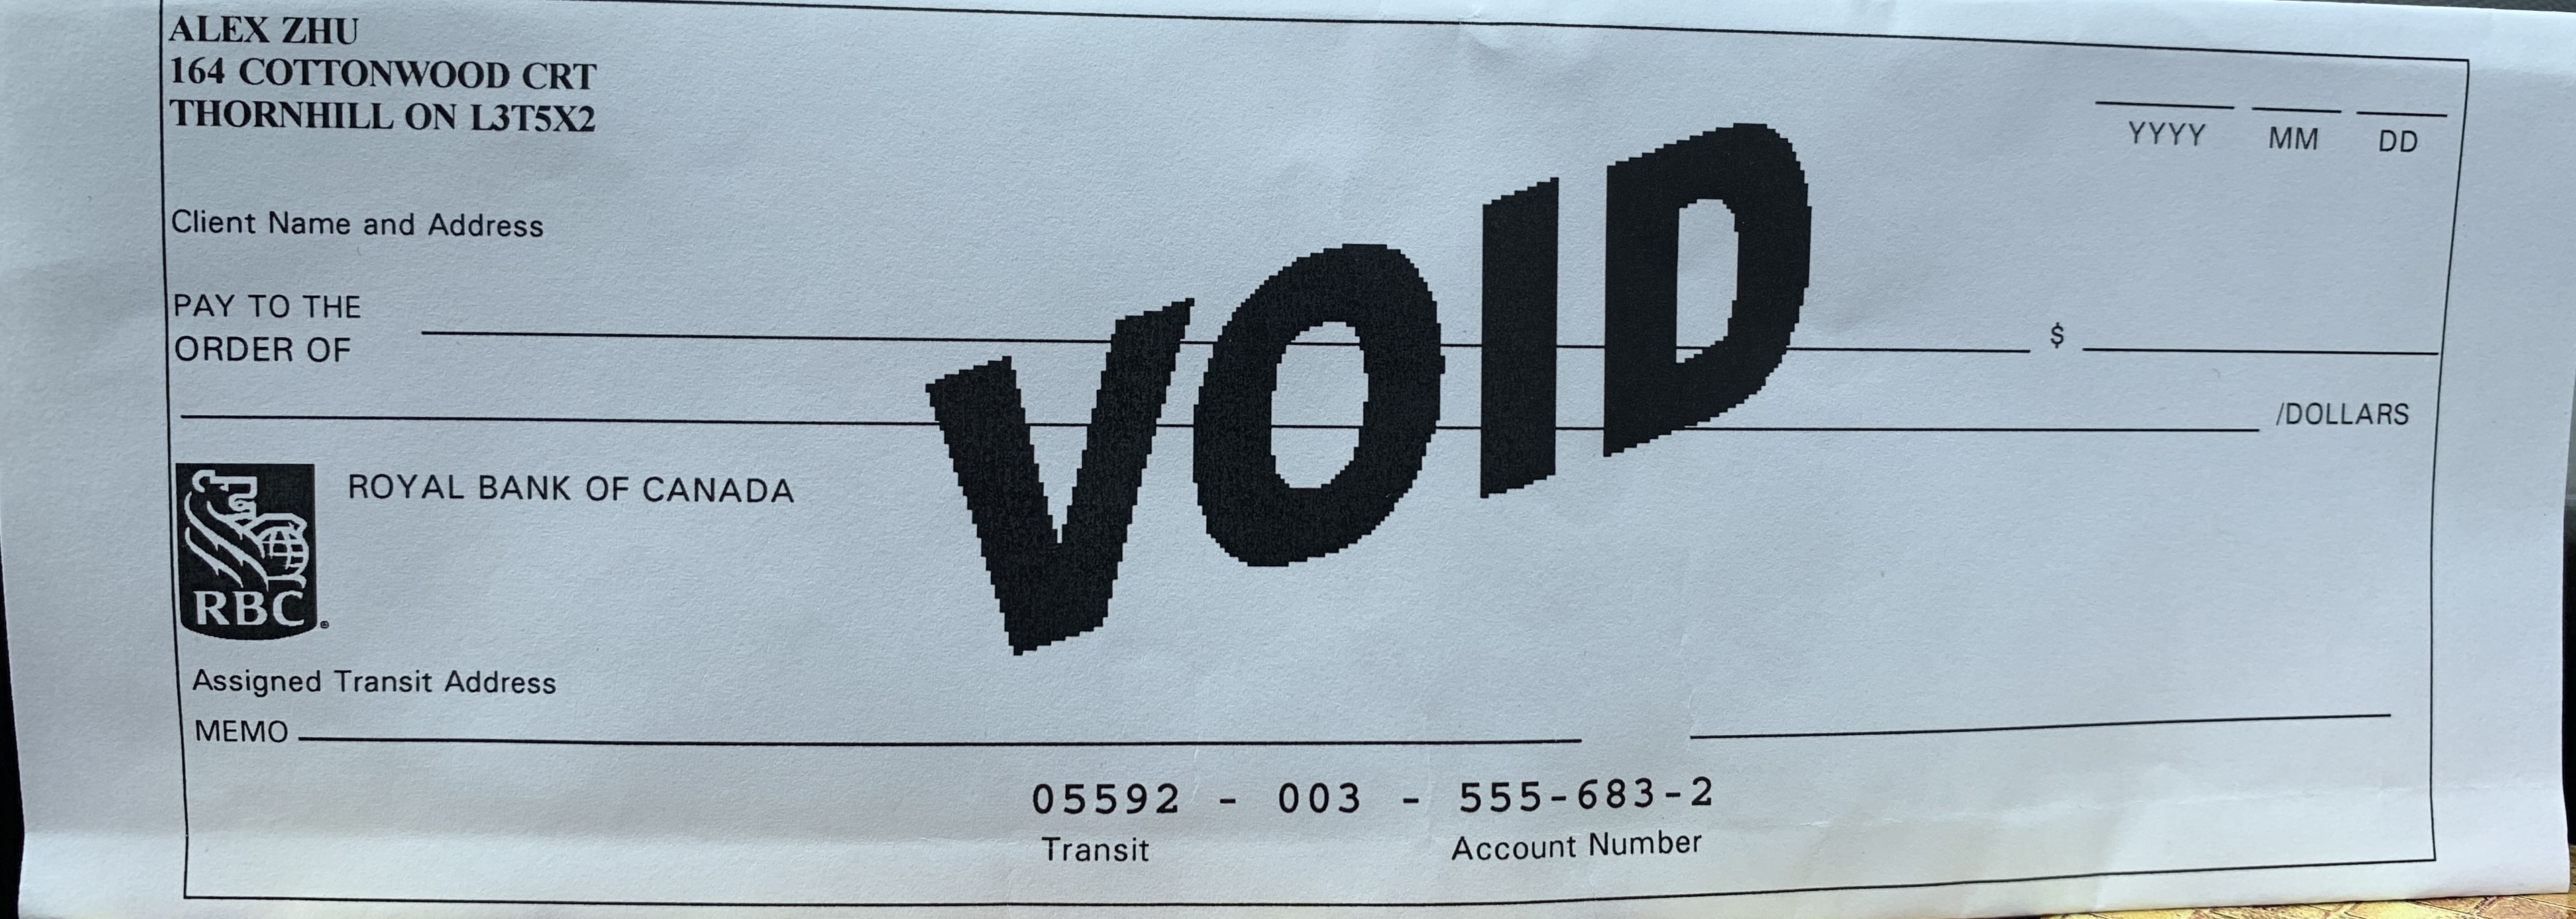 ALEX ZHU
164 COTTONWOOD CRT
THORNHILL ON L3T5X2
YYYY MM DD
Client Name and Address
PAY TO THE
ORDER OF
$
/DOLLARS
VOID
ROYAL BANK OF CANADA
RBC®
Assigned Transit Address
MEMO
05592 - 003 - 555-683-2
Transit Account Number